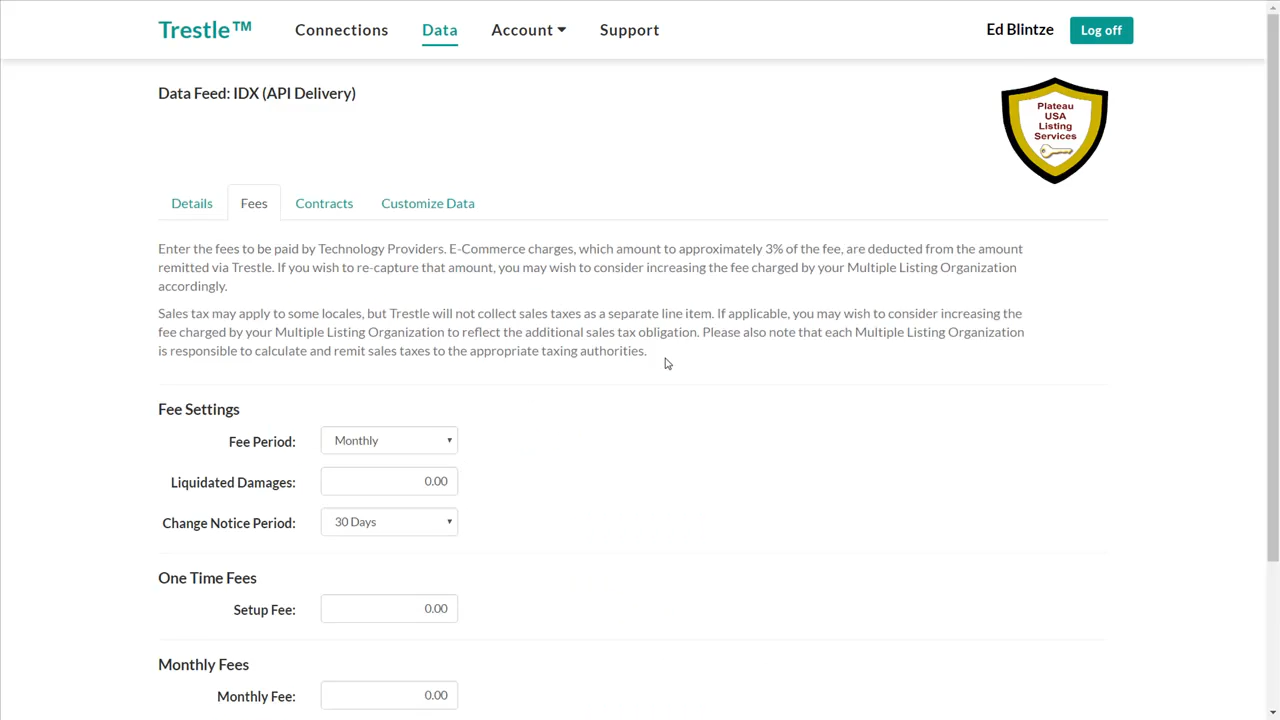 Trestle™ Connections Data Account Support Ed Blintze Log off
Data Feed: IDX (API Delivery)
Plateau
USA
Listing
Services
Details Fees Contracts Customize Data
Enter the fees to be paid by Technology Providers. E-Commerce charges, which amount to approximately 3% of the fee, are deducted from the amount
remitted via Trestle. If you wish to re-capture that amount, you may wish to consider increasing the fee charged by your Multiple Listing Organization
accordingly.
Sales tax may apply to some locales, but Trestle will not collect sales taxes as a separate line item. If applicable, you may wish to consider increasing the
fee charged by your Multiple Listing Organization to reflect the additional sales tax obligation. Please also note that each Multiple Listing Organization
is responsible to calculate and remit sales taxes to the appropriate taxing authorities.
Fee Settings
Fee Period: Monthly
Liquidated Damages: 0.00
Change Notice Period: 30 Days
One Time Fees
Setup Fee: 0.00
Monthly Fees
Monthly Fee: 0.00